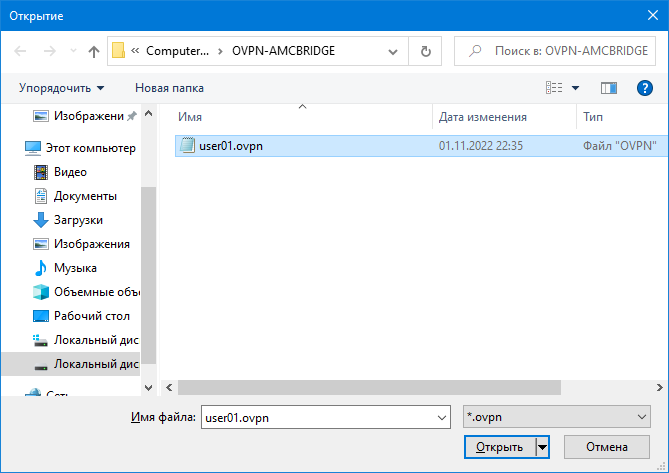 Открытие
« Computer... > OVPN-AMCBRIDGE
Поиск в: OVPN-AMCBRIDGE
Упорядочить
Новая папка
?
Изображени
Этот компьютер
Видео
Документы
Загрузки
Изображения
Музыка
Объемные объ
Рабочий стол
Локальный дис
Локальный дис
Сеть
Имя
Дата изменения
Тип
user01.ovpn
01.11.2022 22:35
Файл "OVPN"
Имя файла:
user01.ovpn
*.ovpn
Открыть
Отмена